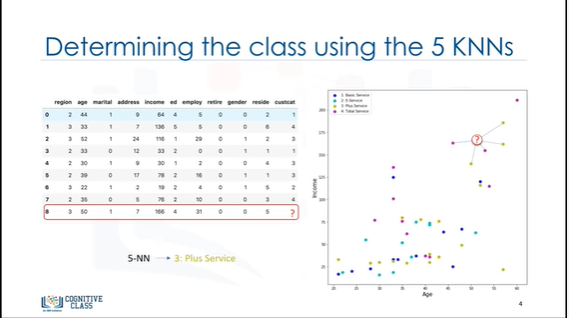 Determining the class using the 5 KNNs
region age marital address income ed employ retire gender reside custcat
0 2 44 1 9 64 4 5 0 0 2 1
1 3 33 1 7 136 5 5 0 0 6 4
2 3 52 1 24 116 1 29 0 1 2 3
3 2 33 0 12 33 2 0 0 1 1 1
4 2 30 1 9 30 1 2 0 0 4 3
5 2 39 0 17 78 2 16 0 1 1 3
6 3 22 1 2 19 2 4 0 1 5 2
7 2 35 0 5 76 2 10 0 0 3 4
8 3 50 1 7 166 4 31 0 0 5 ?
5-NN → 3: Plus Service
1: Basic Service
2: E-Service
3: Plus Service
4: Total Service
?
Income
200
175
150
125
100
75
50
25
20 25 30 35 40 45 50 55 60
Age
COGNITIVE
CLASS
4